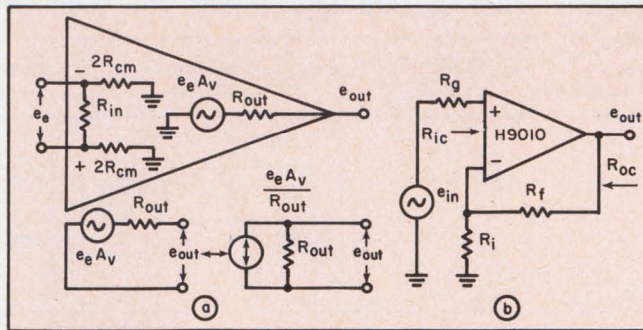 − 2Rcm
ee
Rin
eeAv
Rout
eout
+ 2Rcm
Rout
eeAv
eout
eeAv
Rout
Rout
eout
a
Rg
+
H9010
−
eout
Ric
Roc
ein
Rf
Ri
b